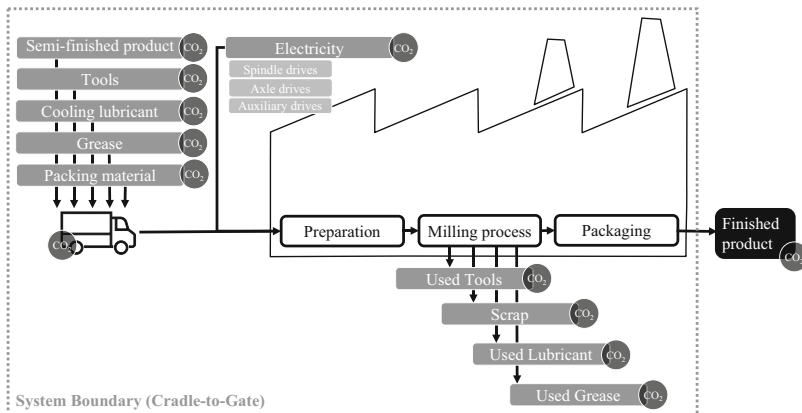 Semi-finished product CO2
Tools CO2
Cooling lubricant CO2
Grease CO2
Packing material CO2
CO2
Electricity CO2
Spindle drives
Axle drives
Auxiliary drives
Preparation
Milling process
Packaging
Finished
product
CO2
Used Tools CO2
Scrap CO2
Used Lubricant CO2
Used Grease CO2
System Boundary (Cradle-to-Gate)